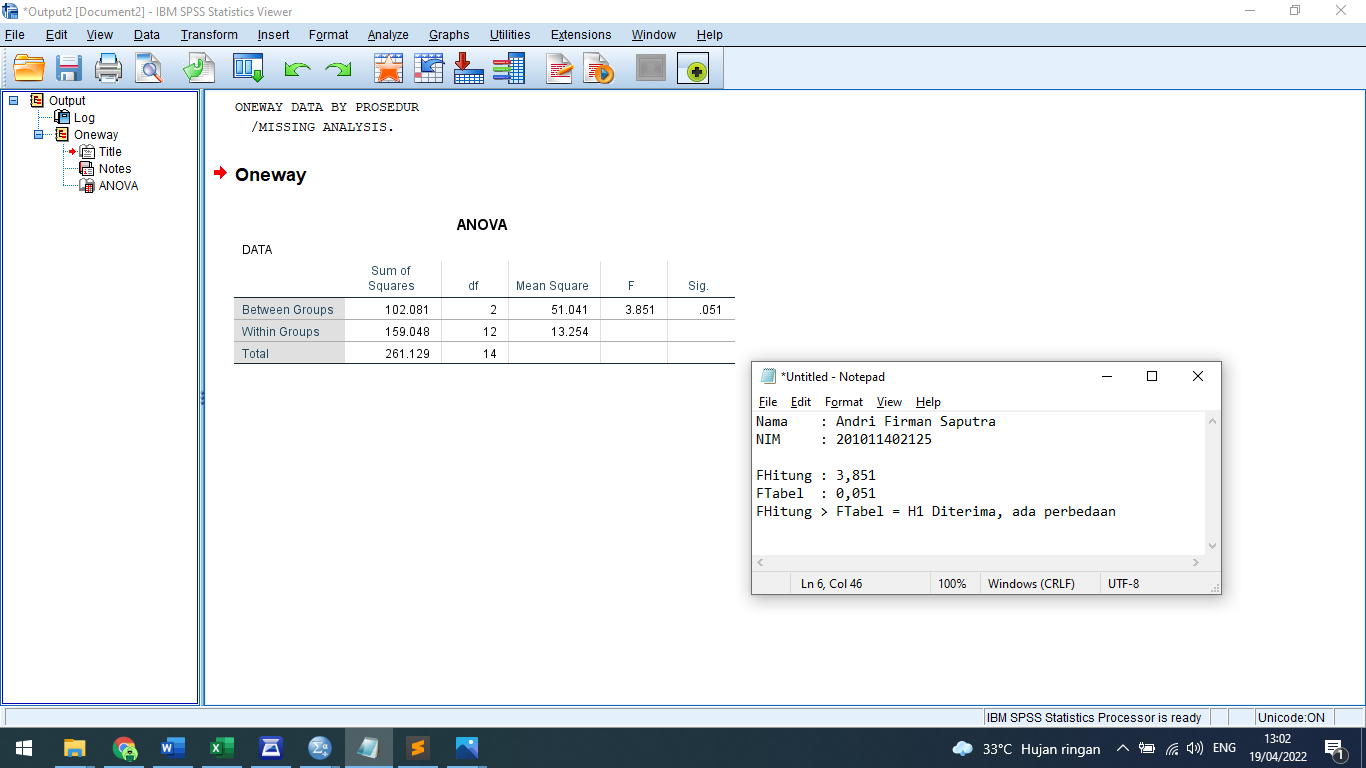 *Output2 [Document2] - IBM SPSS Statistics Viewer
File Edit View Data Transform Insert Format Analyze Graphs Utilities Extensions Window Help
Output
Log
Oneway
Title
Notes
ANOVA
ONEWAY DATA BY PROSEDUR
/MISSING ANALYSIS.
Oneway
ANOVA
DATA
Sum of Squares df Mean Square F Sig.
Between Groups 102.081 2 51.041 3.851 .051
Within Groups 159.048 12 13.254
Total 261.129 14
*Untitled - Notepad
File Edit Format View Help
Nama : Andri Firman Saputra
NIM : 201011402125
FHitung : 3,851
FTabel : 0,051
FHitung > FTabel = H1 Diterima, ada perbedaan
Ln 6, Col 46 100% Windows (CRLF) UTF-8
IBM SPSS Statistics Processor is ready Unicode:ON
33°C Hujan ringan ENG 13:02
19/04/2022
1